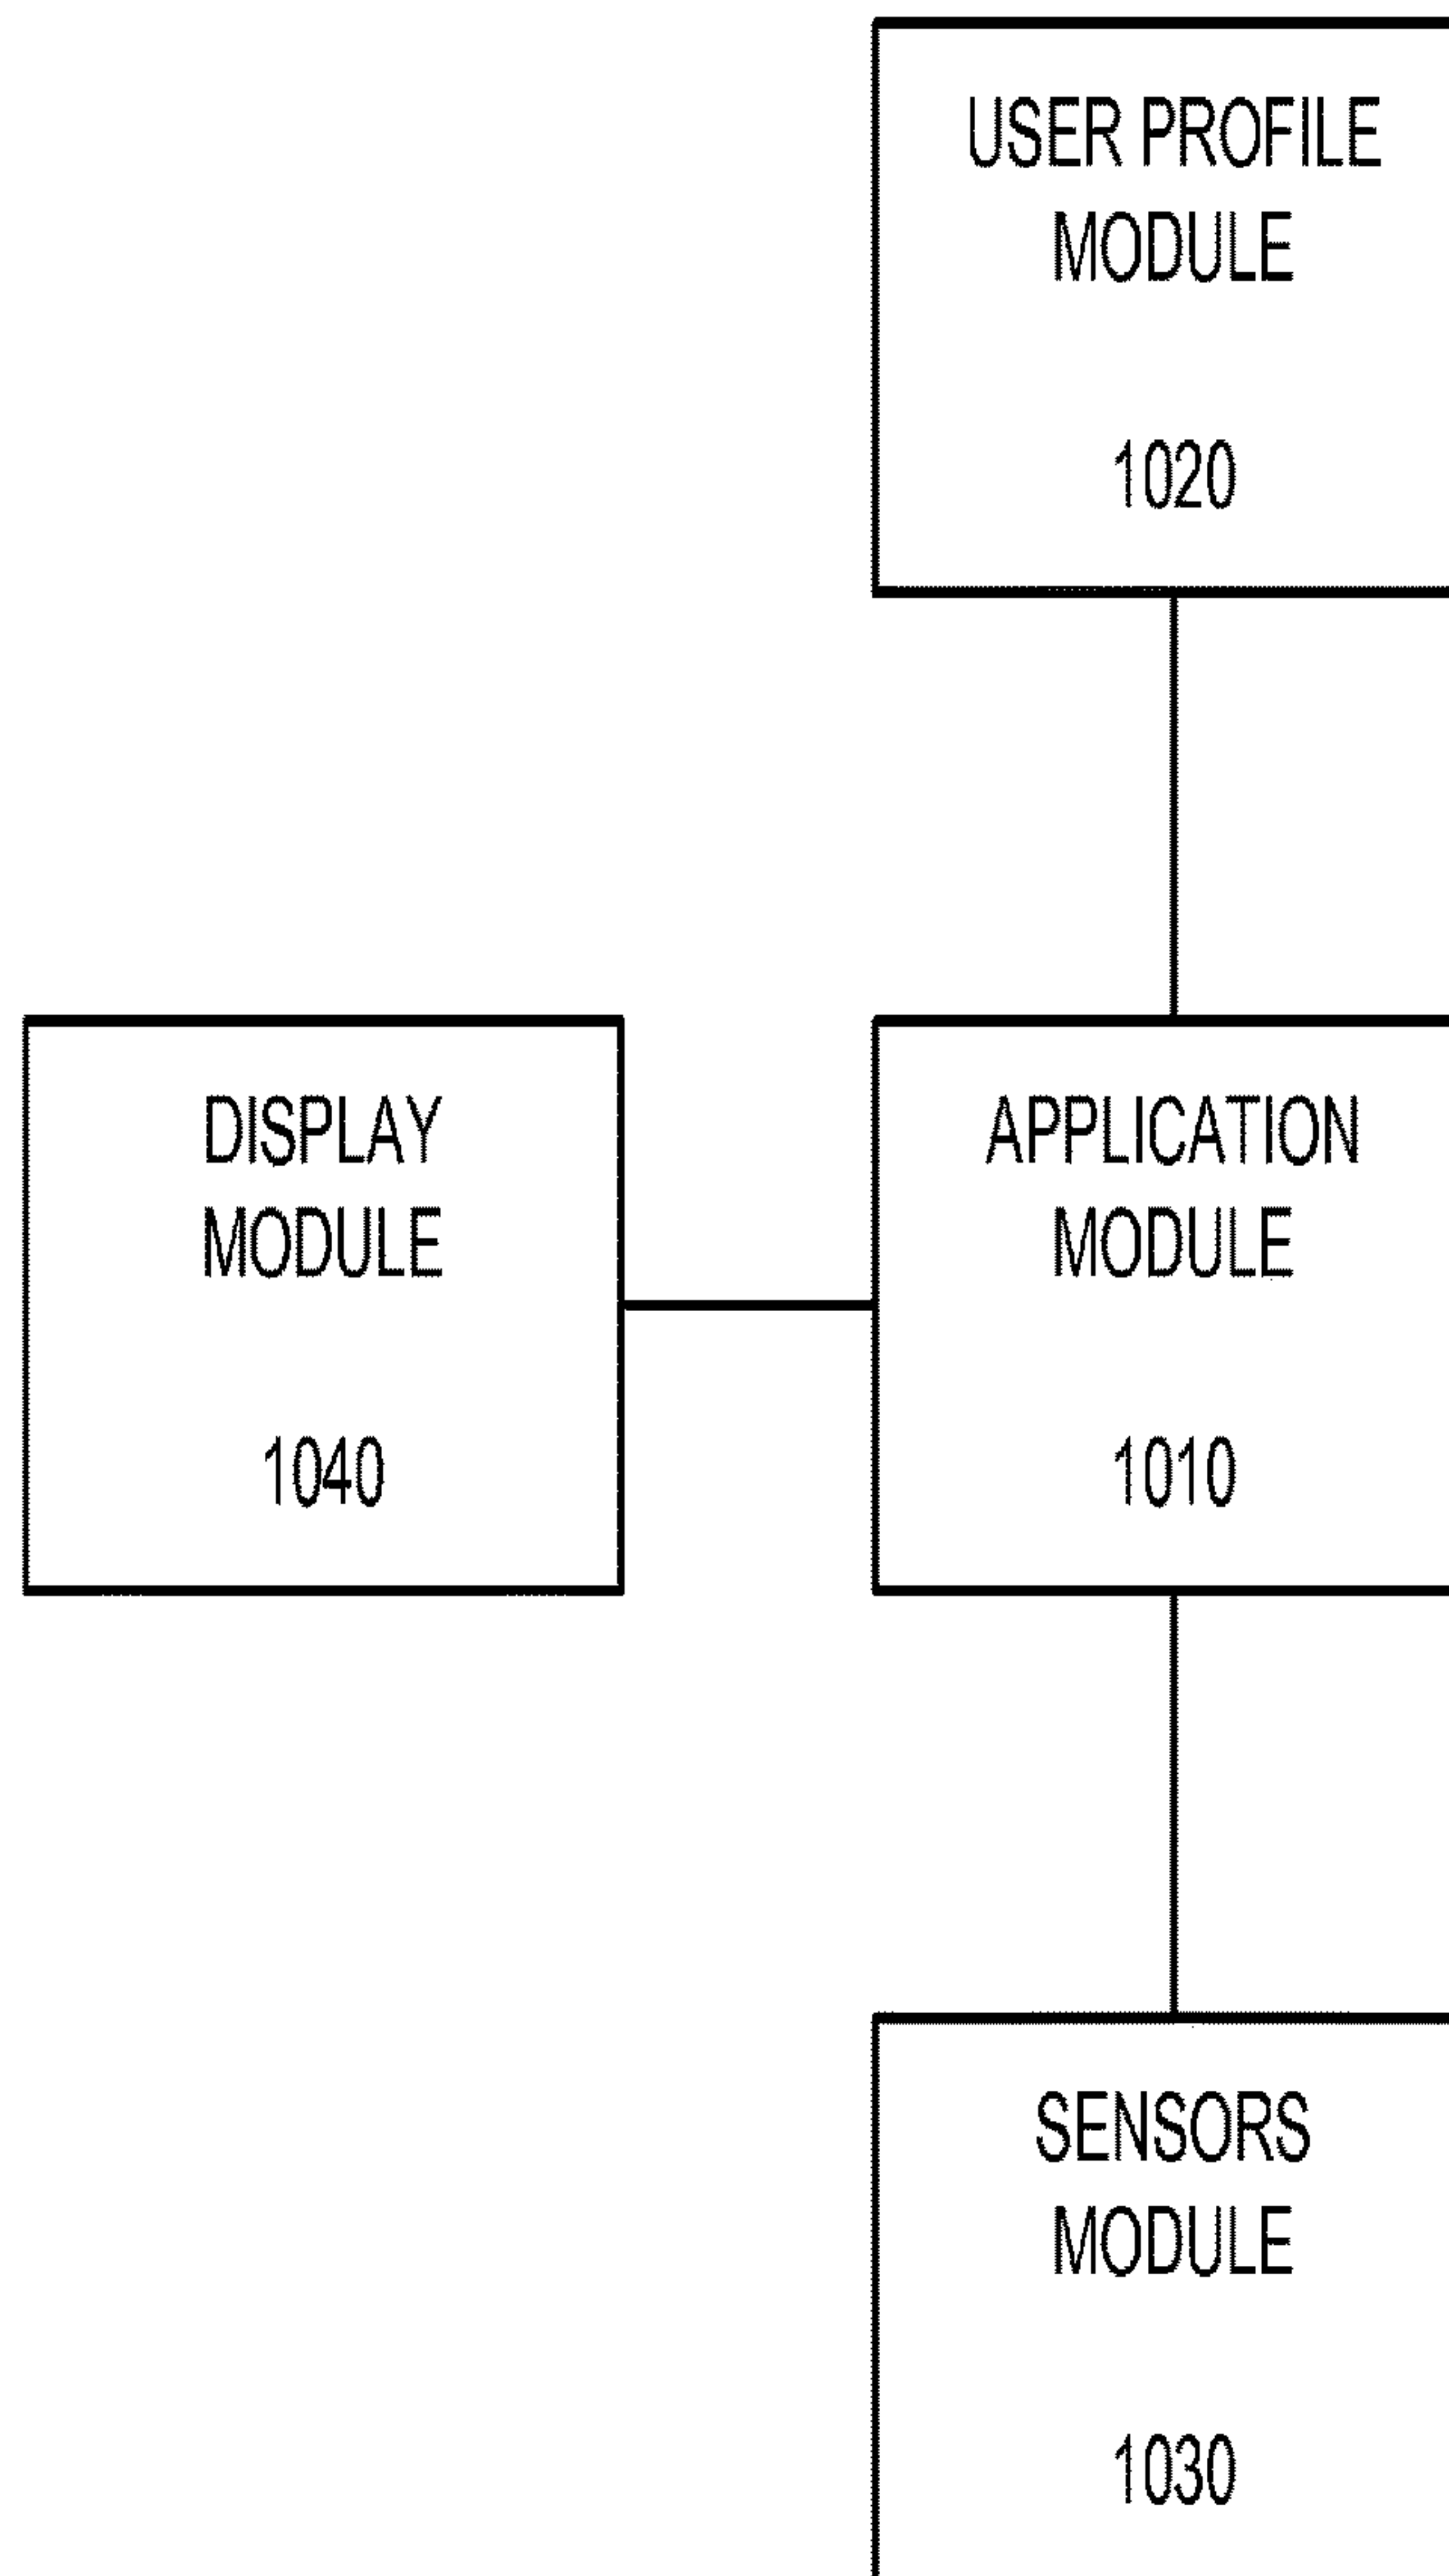 USER PROFILE
MODULE
1020
DISPLAY
MODULE
1040
APPLICATION
MODULE
1010
SENSORS
MODULE
1030